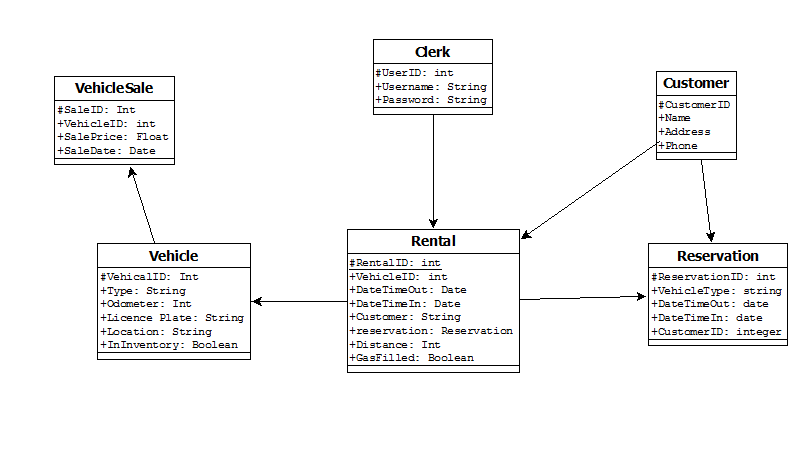 Clerk
#UserID: int
+Username: String
+Password: String
VehicleSale
#SaleID: Int
+VehicleID: int
+SalePrice: Float
+SaleDate: Date
Customer
#CustomerID
+Name
+Address
+Phone
Vehicle
#VehicalID: Int
+Type: String
+Odometer: Int
+Licence Plate: String
+Location: String
+InInventory: Boolean
Rental
#RentalID: int
+VehicleID: int
+DateTimeOut: Date
+DateTimeIn: Date
+Customer: String
+reservation: Reservation
+Distance: Int
+GasFilled: Boolean
Reservation
#ReservationID: int
+VehicleType: string
+DateTimeOut: date
+DateTimeIn: date
+CustomerID: integer